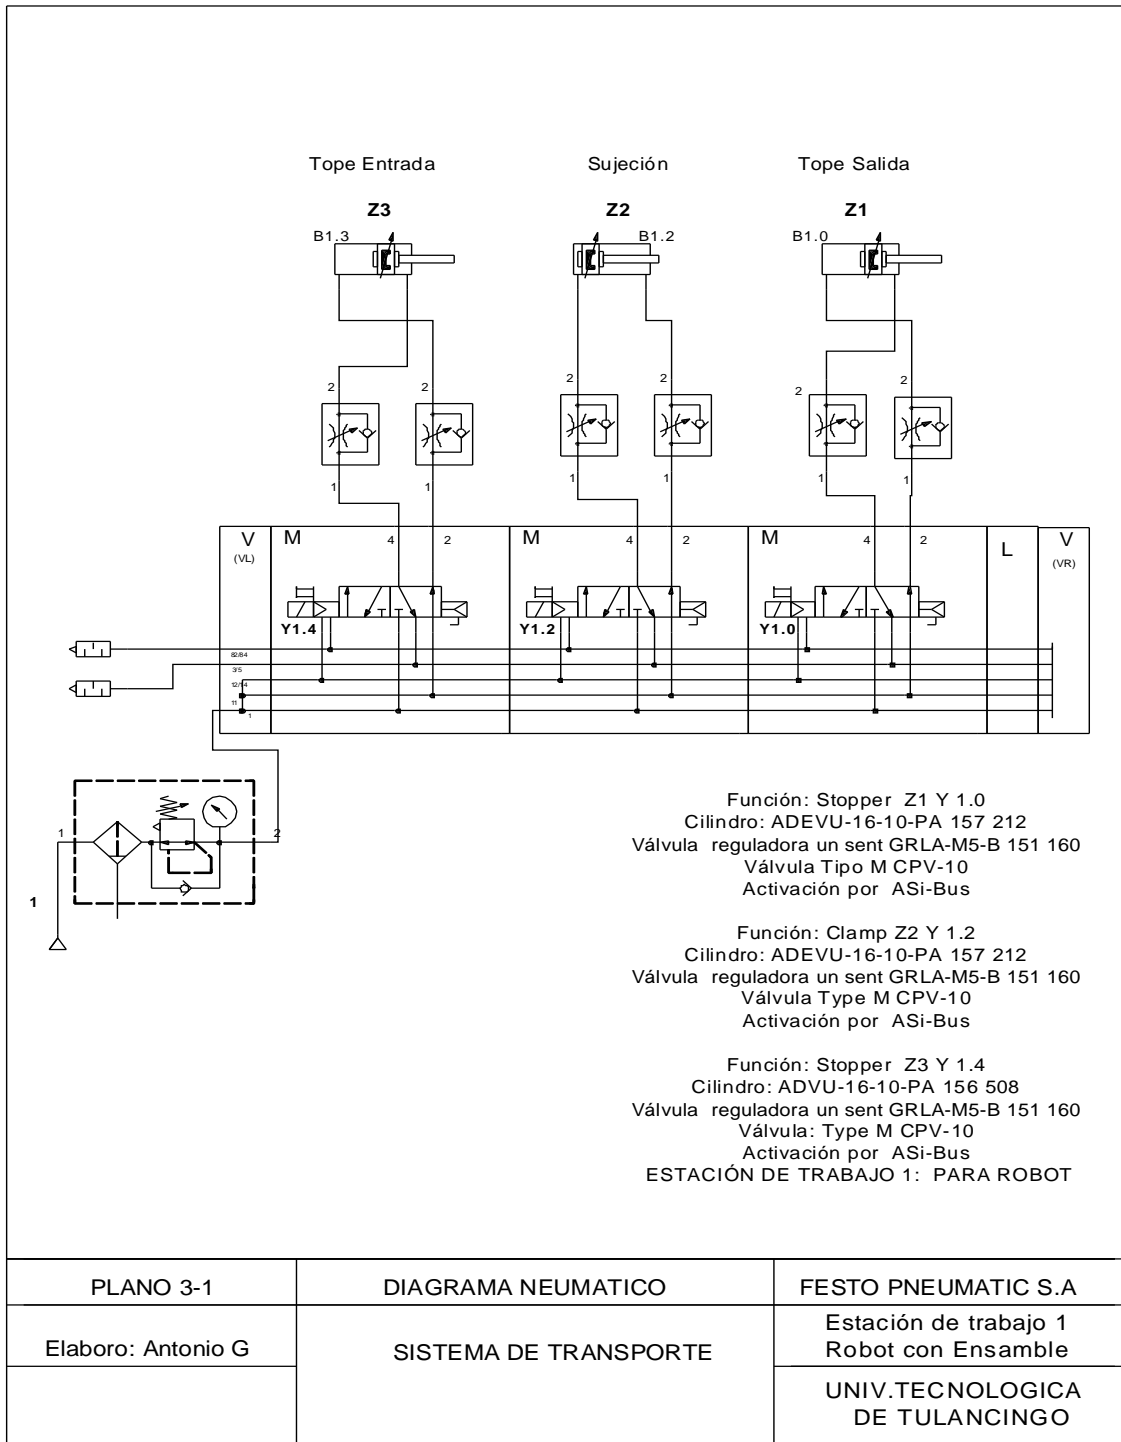 Tope Entrada
Sujeción
Tope Salida
Z3
Z2
Z1
B1.3
B1.2
B1.0
2
2
2
2
2
2
1
1
1
1
1
1
V
(VL)
M
4
2
M
4
2
M
4
2
L
V
(VR)
Y1.4
Y1.2
Y1.0
82/84
3/5
12/14
11
1
1
2
1
Función: Stopper Z1 Y 1.0
Cilindro: ADEVU-16-10-PA 157 212
Válvula reguladora un sent GRLA-M5-B 151 160
Válvula Tipo M CPV-10
Activación por ASi-Bus
Función: Clamp Z2 Y 1.2
Cilindro: ADEVU-16-10-PA 157 212
Válvula reguladora un sent GRLA-M5-B 151 160
Válvula Type M CPV-10
Activación por ASi-Bus
Función: Stopper Z3 Y 1.4
Cilindro: ADVU-16-10-PA 156 508
Válvula reguladora un sent GRLA-M5-B 151 160
Válvula: Type M CPV-10
Activación por ASi-Bus
ESTACIÓN DE TRABAJO 1: PARA ROBOT
PLANO 3-1
DIAGRAMA NEUMATICO
FESTO PNEUMATIC S.A
Elaboro: Antonio G
SISTEMA DE TRANSPORTE
Estación de trabajo 1
Robot con Ensamble
UNIV.TECNOLOGICA
DE TULANCINGO